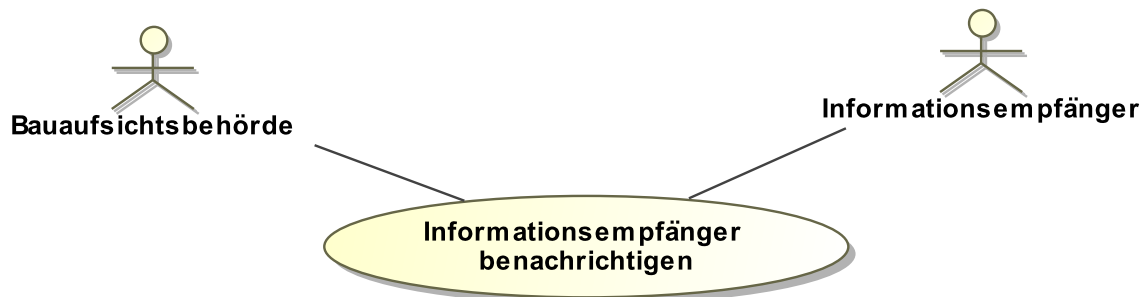 Bauaufsichtsbehörde
Informationsempfänger
Informationsempfänger
benachrichtigen